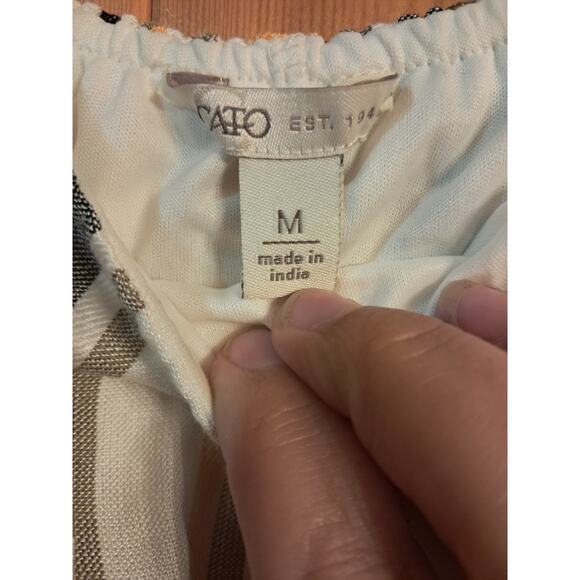 CATO EST. 194
M
made in
india